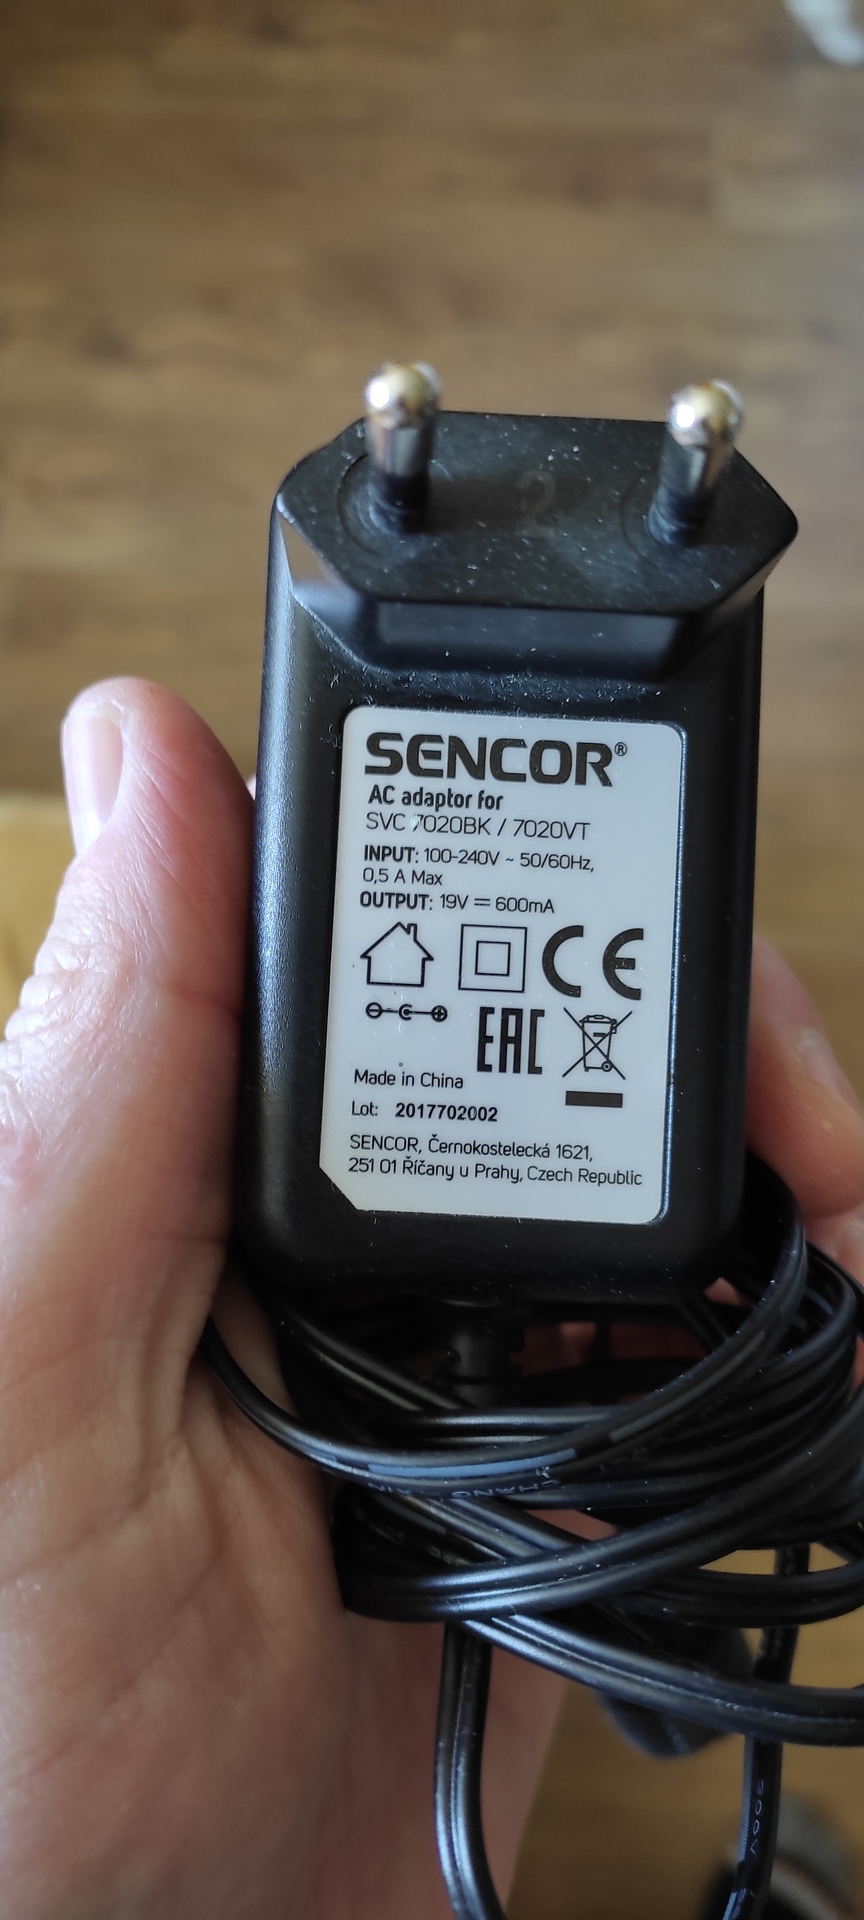 2
SENCOR®
AC adaptor for
SVC 7020BK / 7020VT
INPUT: 100-240V ~ 50/60Hz,
0,5 A Max
OUTPUT: 19V ⎓ 600mA
CE
EAC
Made in China
Lot: 2017702002
SENCOR, Černokostelecká 1621,
251 01 Říčany u Prahy, Czech Republic